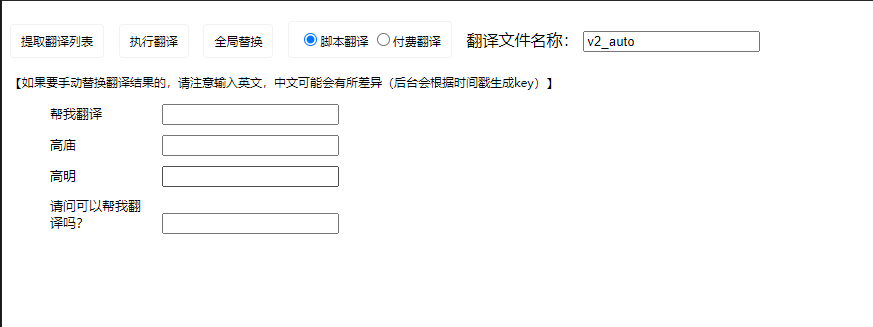 提取翻译列表 执行翻译 全局替换 脚本翻译 付费翻译 翻译文件名称： v2_auto
【如果要手动替换翻译结果的，请注意输入英文，中文可能会有所差异（后台会根据时间戳生成key）】
帮我翻译
高庙
高明
请问可以帮我翻
译吗?